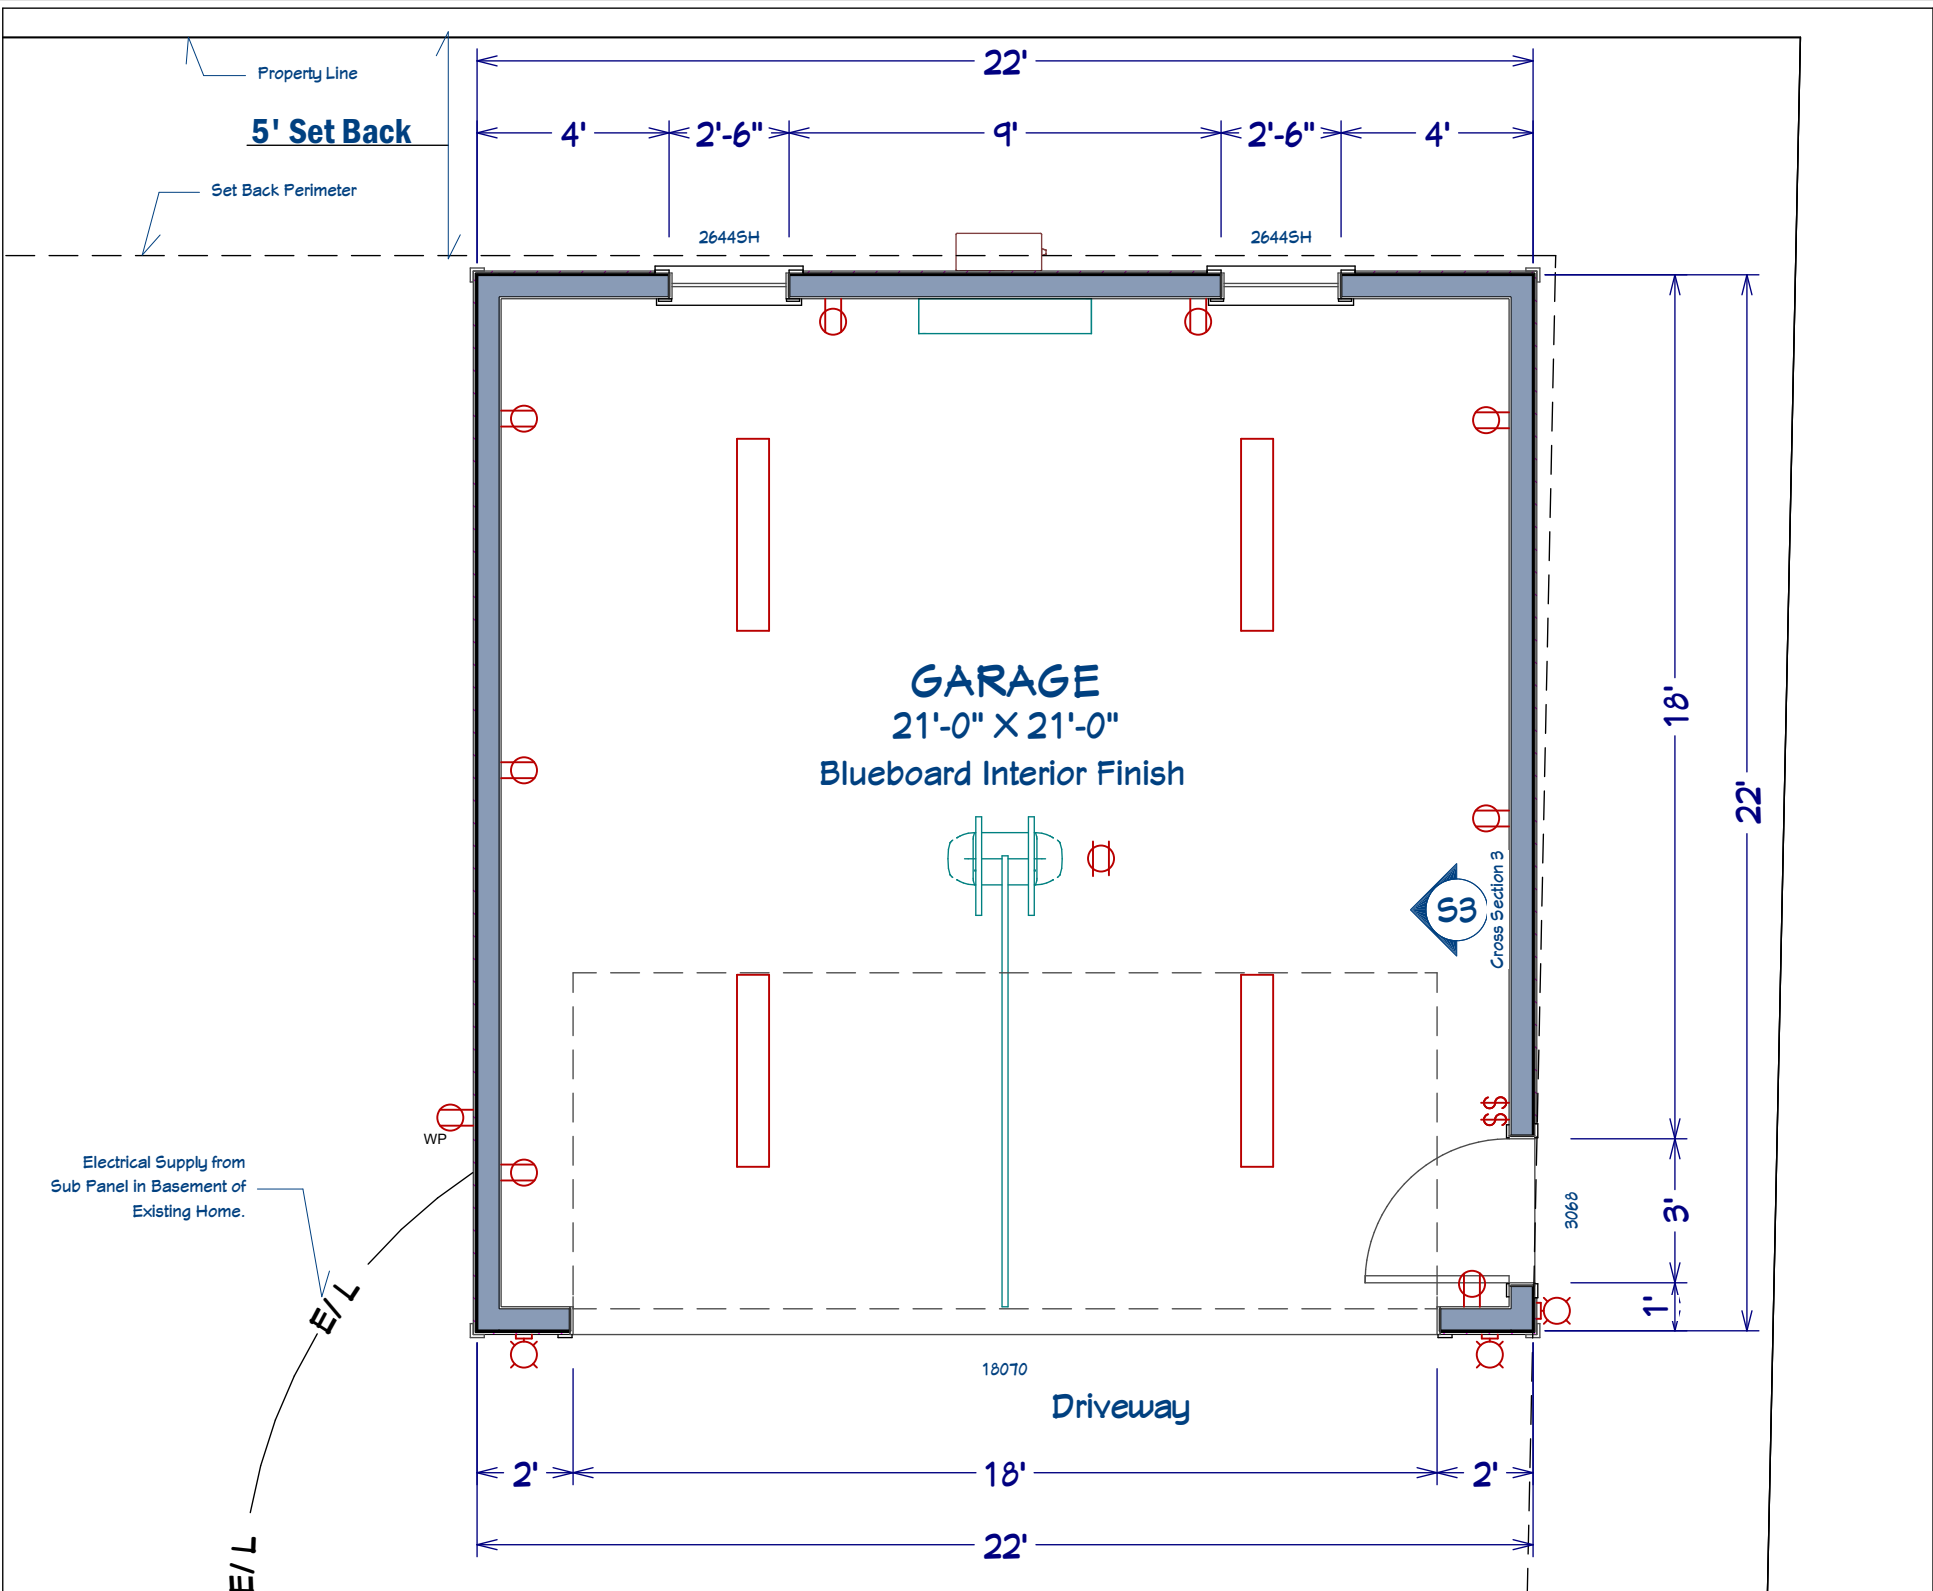 22'
Property Line
5' Set Back
4' 2'-6" 9' 2'-6" 4'
Set Back Perimeter
2644SH 2644SH
GARAGE
21'-0" X 21'-0"
Blueboard Interior Finish
18'
22'
S3
Cross Section 3
$$
WP
Electrical Supply from
Sub Panel in Basement of
Existing Home.
3068
3'
1'
E/L
18070
Driveway
2' 18' 2'
22'
E/L